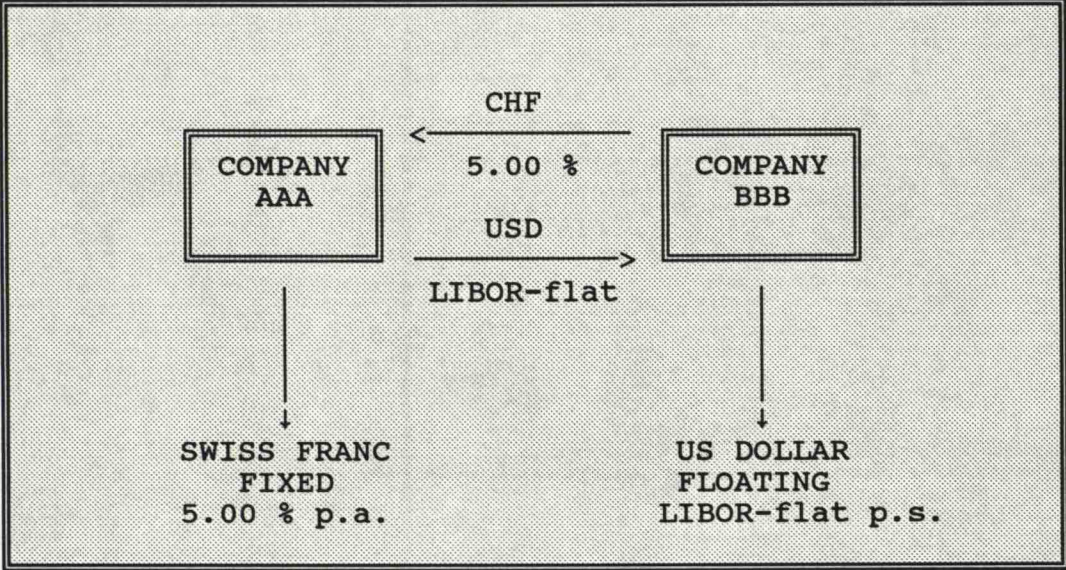 CHF
COMPANY
AAA
5.00 %
COMPANY
BBB
USD
LIBOR-flat
SWISS FRANC
FIXED
5.00 % p.a.
US DOLLAR
FLOATING
LIBOR-flat p.s.